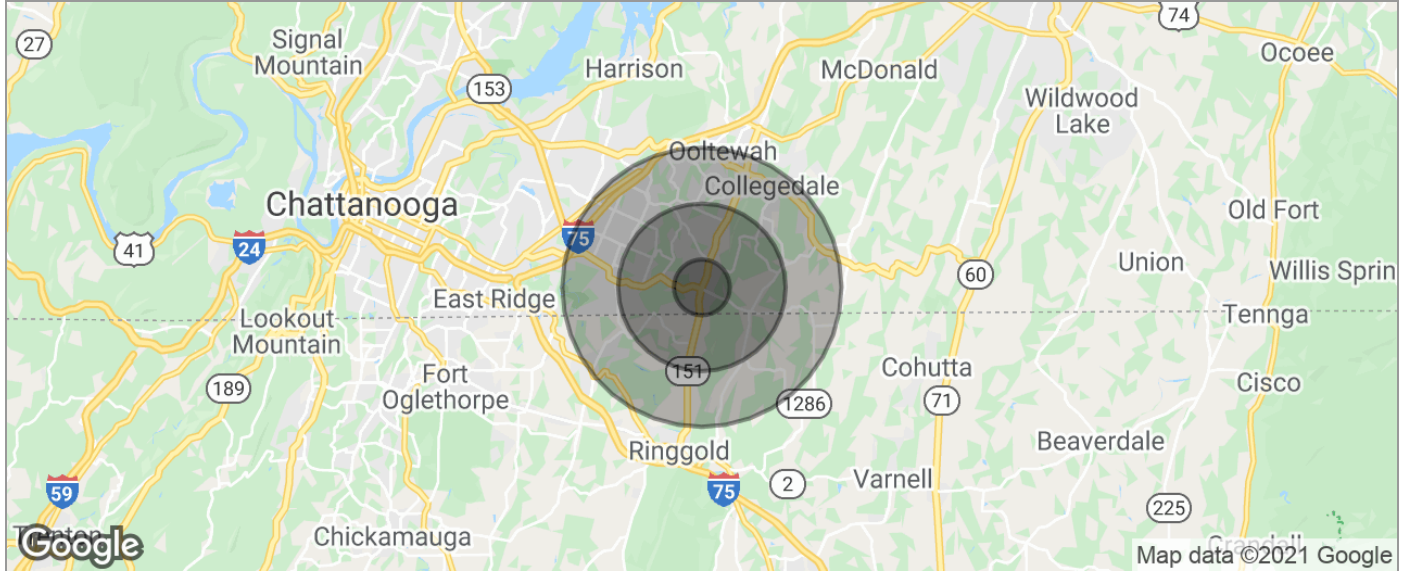 74
27
Signal
Mountain
Ocoee
Harrison
McDonald
153
Wildwood
Lake
Ooltewah
Collegedale
Chattanooga
Old Fort
41
24
75
60
Union
Willis Sprin
East Ridge
Tennga
Lookout
Mountain
151
Cohutta
Fort
Oglethorpe
189
Cisco
1286
71
Beaverdale
Ringgold
59
75
2
Varnell
225
Trenton
Chickamauga
Crandall
Google
Map data ©2021 Google